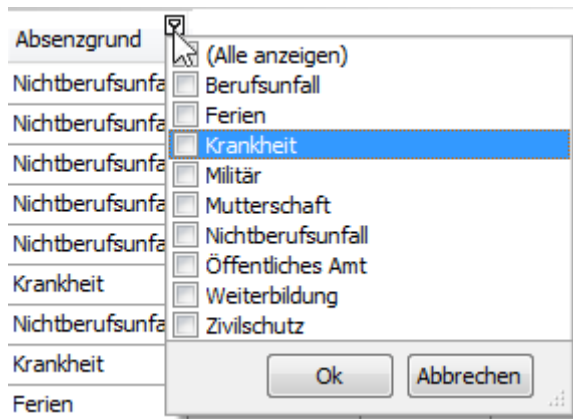 Absenzgrund
Nichtberufsunfa
Nichtberufsunfa
Nichtberufsunfa
Nichtberufsunfa
Nichtberufsunfa
Krankheit
Nichtberufsunfa
Krankheit
Ferien
(Alle anzeigen)
Berufsunfall
Ferien
Krankheit
Militär
Mutterschaft
Nichtberufsunfall
Öffentliches Amt
Weiterbildung
Zivilschutz
Ok Abbrechen